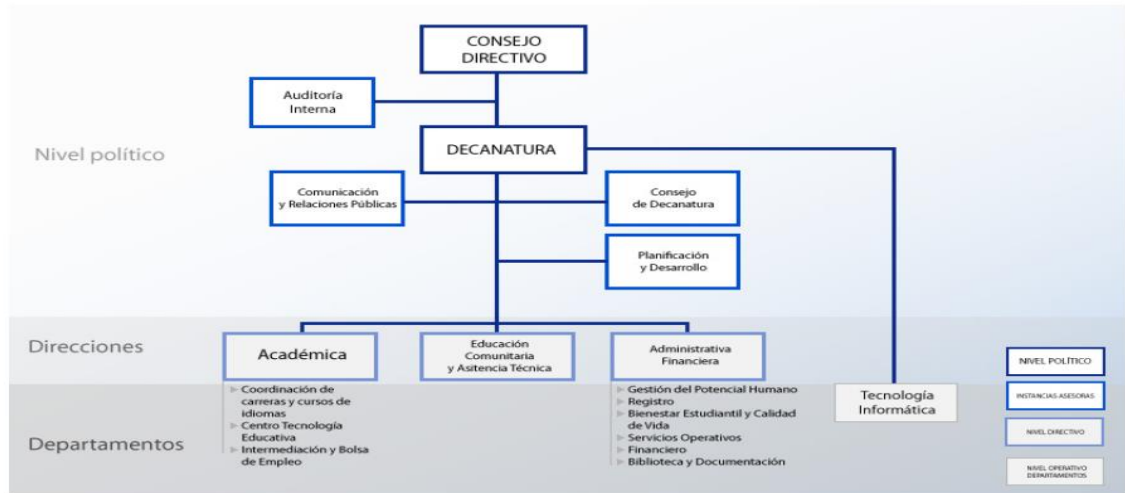 CONSEJO
DIRECTIVO
Auditoría
Interna
Nivel político
DECANATURA
Comunicación
y Relaciones Públicas
Consejo
de Decanatura
Planificación
y Desarrollo
Direcciones
Académica
Educación
Comunitaria
y Asitencia Técnica
Administrativa
Financiera
Departamentos
Coordinación de
carreras y cursos de
idiomas
Centro Tecnología
Educativa
Intermediación y Bolsa
de Empleo
Gestión del Potencial Humano
Registro
Bienestar Estudiantil y Calidad
de Vida
Servicios Operativos
Financiero
Biblioteca y Documentación
Tecnología
Informática
NIVEL POLÍTICO
INSTANCIAS ASESORAS
NIVEL DIRECTIVO
NIVEL OPERATIVO
DEPARTAMENTOS